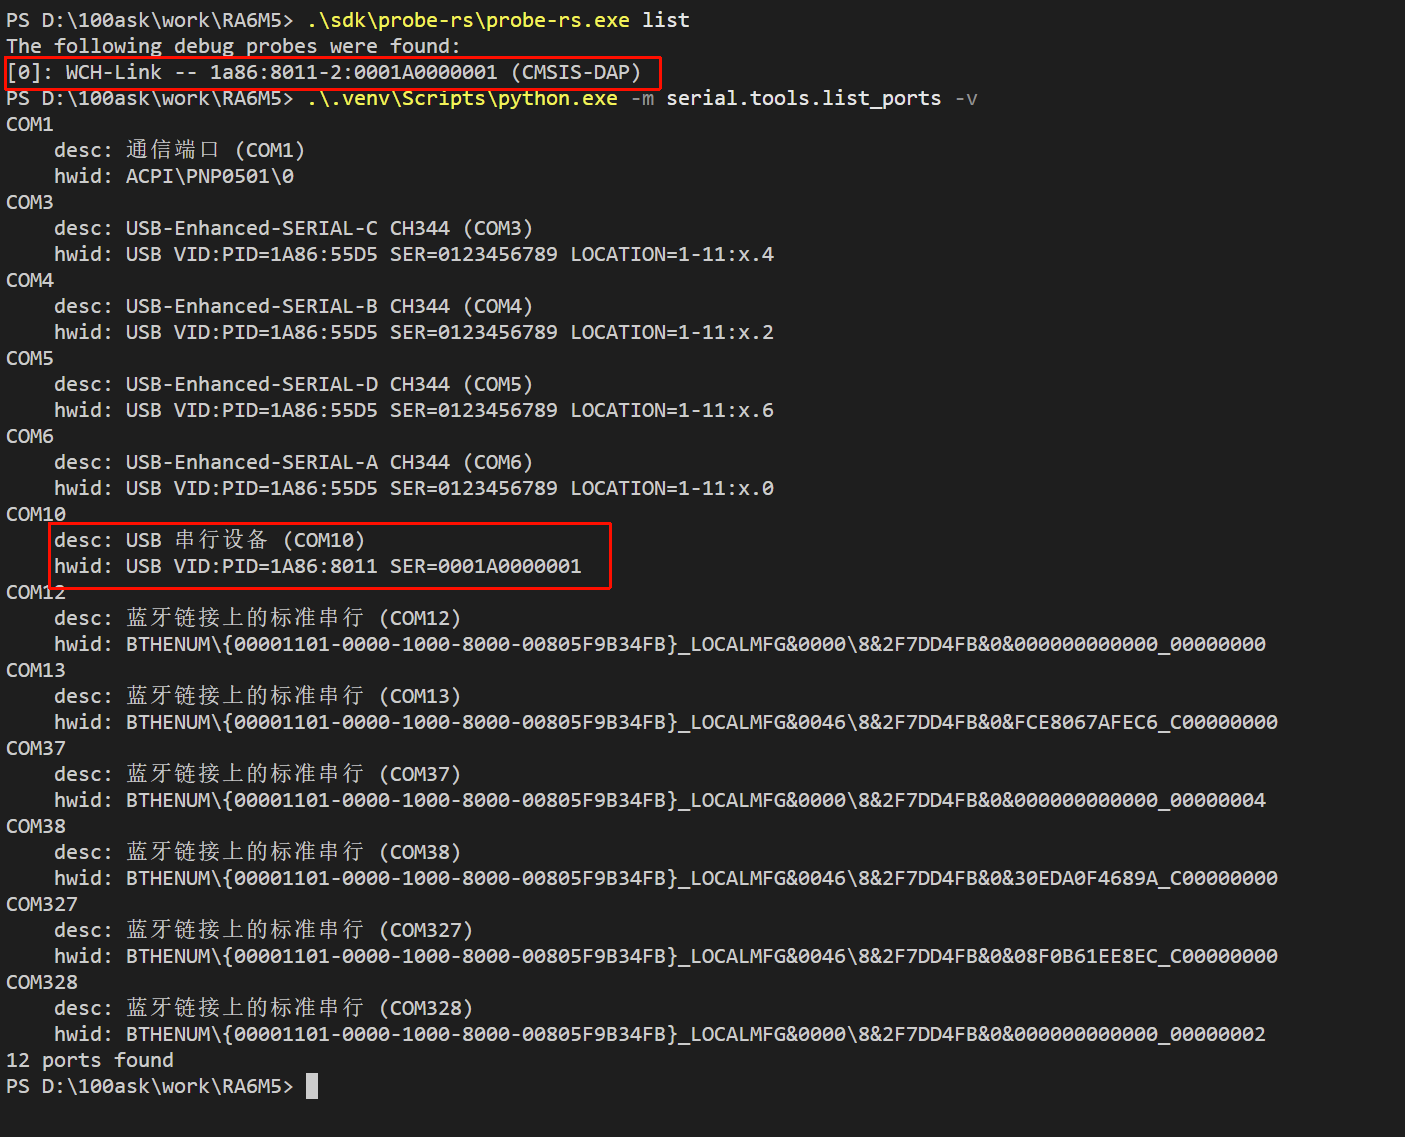 PS D:\100ask\work\RA6M5> .\sdk\probe-rs\probe-rs.exe list
The following debug probes were found:
[0]: WCH-Link -- 1a86:8011-2:0001A0000001 (CMSIS-DAP)
PS D:\100ask\work\RA6M5> .\.venv\Scripts\python.exe -m serial.tools.list_ports -v
COM1
    desc: 通信端口 (COM1)
    hwid: ACPI\PNP0501\0
COM3
    desc: USB-Enhanced-SERIAL-C CH344 (COM3)
    hwid: USB VID:PID=1A86:55D5 SER=0123456789 LOCATION=1-11:x.4
COM4
    desc: USB-Enhanced-SERIAL-B CH344 (COM4)
    hwid: USB VID:PID=1A86:55D5 SER=0123456789 LOCATION=1-11:x.2
COM5
    desc: USB-Enhanced-SERIAL-D CH344 (COM5)
    hwid: USB VID:PID=1A86:55D5 SER=0123456789 LOCATION=1-11:x.6
COM6
    desc: USB-Enhanced-SERIAL-A CH344 (COM6)
    hwid: USB VID:PID=1A86:55D5 SER=0123456789 LOCATION=1-11:x.0
COM10
    desc: USB 串行设备 (COM10)
    hwid: USB VID:PID=1A86:8011 SER=0001A0000001
COM12
    desc: 蓝牙链接上的标准串行 (COM12)
    hwid: BTHENUM\{00001101-0000-1000-8000-00805F9B34FB}_LOCALMFG&0000\8&2F7DD4FB&0&000000000000_00000000
COM13
    desc: 蓝牙链接上的标准串行 (COM13)
    hwid: BTHENUM\{00001101-0000-1000-8000-00805F9B34FB}_LOCALMFG&0046\8&2F7DD4FB&0&FCE8067AFEC6_C00000000
COM37
    desc: 蓝牙链接上的标准串行 (COM37)
    hwid: BTHENUM\{00001101-0000-1000-8000-00805F9B34FB}_LOCALMFG&0000\8&2F7DD4FB&0&000000000000_00000004
COM38
    desc: 蓝牙链接上的标准串行 (COM38)
    hwid: BTHENUM\{00001101-0000-1000-8000-00805F9B34FB}_LOCALMFG&0046\8&2F7DD4FB&0&30EDA0F4689A_C00000000
COM327
    desc: 蓝牙链接上的标准串行 (COM327)
    hwid: BTHENUM\{00001101-0000-1000-8000-00805F9B34FB}_LOCALMFG&0046\8&2F7DD4FB&0&08F0B61EE8EC_C00000000
COM328
    desc: 蓝牙链接上的标准串行 (COM328)
    hwid: BTHENUM\{00001101-0000-1000-8000-00805F9B34FB}_LOCALMFG&0000\8&2F7DD4FB&0&000000000000_00000002
12 ports found
PS D:\100ask\work\RA6M5>